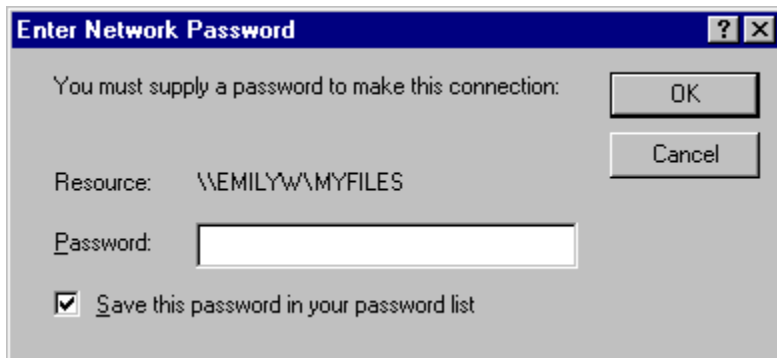 Enter Network Password
You must supply a password to make this connection:
OK
Cancel
Resource: \\EMILYW\MYFILES
Password:
Save this password in your password list